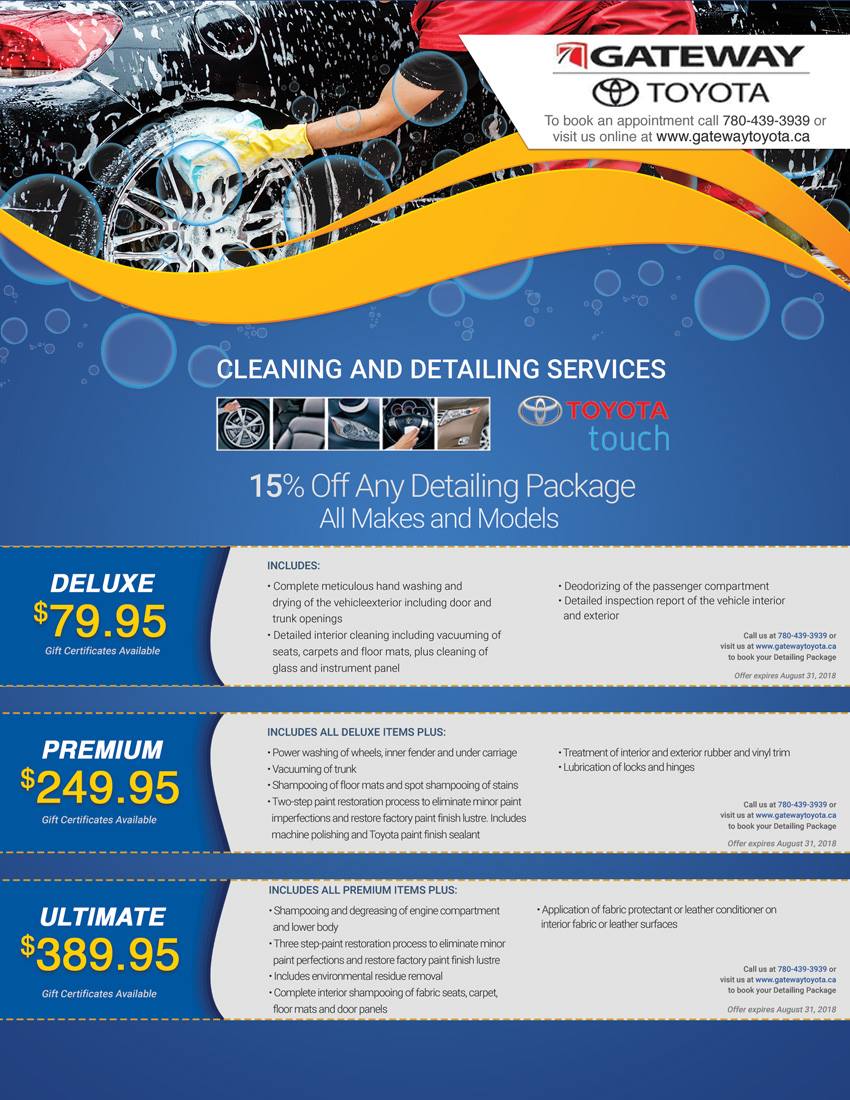 GATEWAY
TOYOTA
To book an appointment call 780-439-3939 or
visit us online at www.gatewaytoyota.ca
CLEANING AND DETAILING SERVICES
TOYOTA
touch
15% Off Any Detailing Package
All Makes and Models
DELUXE
$79.95
Gift Certificates Available
INCLUDES:
• Complete meticulous hand washing and
drying of the vehicleexterior including door and
trunk openings
• Detailed interior cleaning including vacuuming of
seats, carpets and floor mats, plus cleaning of
glass and instrument panel
• Deodorizing of the passenger compartment
• Detailed inspection report of the vehicle interior
and exterior
Call us at 780-439-3939 or
visit us at www.gatewaytoyota.ca
to book your Detailing Package
Offer expires August 31, 2018
PREMIUM
$249.95
Gift Certificates Available
INCLUDES ALL DELUXE ITEMS PLUS:
• Power washing of wheels, inner fender and under carriage
• Vacuuming of trunk
• Shampooing of floor mats and spot shampooing of stains
• Two-step paint restoration process to eliminate minor paint
imperfections and restore factory paint finish lustre. Includes
machine polishing and Toyota paint finish sealant
• Treatment of interior and exterior rubber and vinyl trim
• Lubrication of locks and hinges
Call us at 780-439-3939 or
visit us at www.gatewaytoyota.ca
to book your Detailing Package
Offer expires August 31, 2018
ULTIMATE
$389.95
Gift Certificates Available
INCLUDES ALL PREMIUM ITEMS PLUS:
• Shampooing and degreasing of engine compartment
and lower body
• Three step-paint restoration process to eliminate minor
paint perfections and restore factory paint finish lustre
• Includes environmental residue removal
• Complete interior shampooing of fabric seats, carpet,
floor mats and door panels
• Application of fabric protectant or leather conditioner on
interior fabric or leather surfaces
Call us at 780-439-3939 or
visit us at www.gatewaytoyota.ca
to book your Detailing Package
Offer expires August 31, 2018